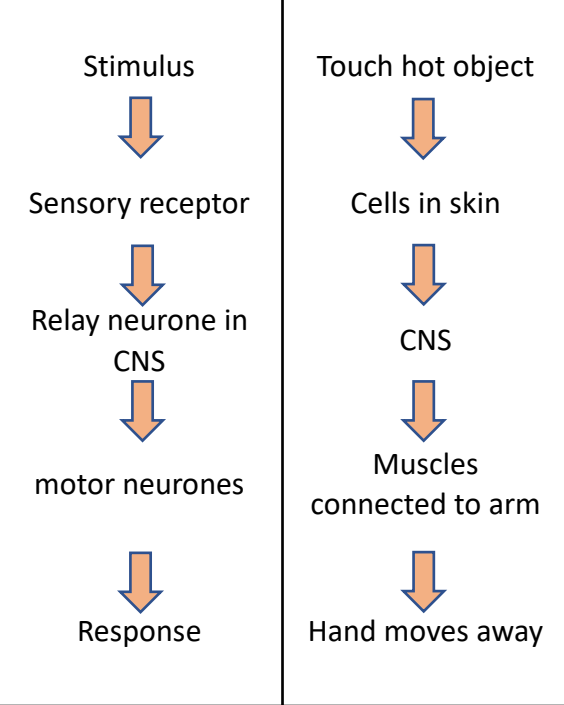 Stimulus
Sensory receptor
Relay neurone in
CNS
motor neurones
Response
Touch hot object
Cells in skin
CNS
Muscles
connected to arm
Hand moves away